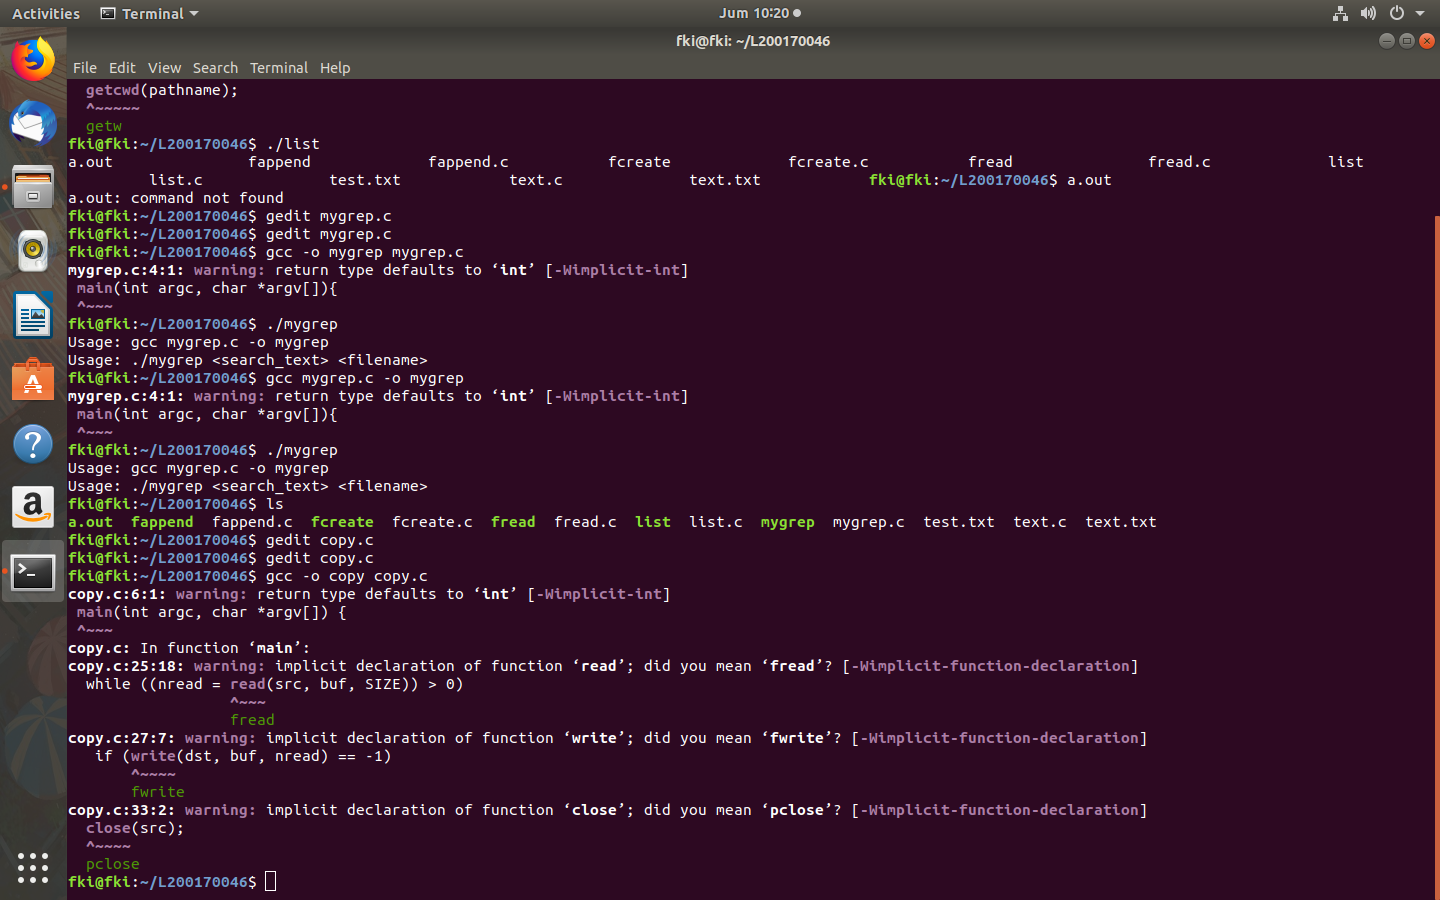 Activities Terminal Jum 10:20
fki@fki: ~/L200170046
File Edit View Search Terminal Help
  getcwd(pathname);
  ^~~~~~
  getw
fki@fki:~/L200170046$ ./list
a.out               fappend             fappend.c           fcreate             fcreate.c           fread               fread.c             list
         list.c              test.txt            text.c              text.txt            fki@fki:~/L200170046$ a.out
a.out: command not found
fki@fki:~/L200170046$ gedit mygrep.c
fki@fki:~/L200170046$ gedit mygrep.c
fki@fki:~/L200170046$ gcc -o mygrep mygrep.c
mygrep.c:4:1: warning: return type defaults to ‘int’ [-Wimplicit-int]
 main(int argc, char *argv[]){
 ^~~~
fki@fki:~/L200170046$ ./mygrep
Usage: gcc mygrep.c -o mygrep
Usage: ./mygrep <search_text> <filename>
fki@fki:~/L200170046$ gcc mygrep.c -o mygrep
mygrep.c:4:1: warning: return type defaults to ‘int’ [-Wimplicit-int]
 main(int argc, char *argv[]){
 ^~~~
fki@fki:~/L200170046$ ./mygrep
Usage: gcc mygrep.c -o mygrep
Usage: ./mygrep <search_text> <filename>
fki@fki:~/L200170046$ ls
a.out  fappend  fappend.c  fcreate  fcreate.c  fread  fread.c  list  list.c  mygrep  mygrep.c  test.txt  text.c  text.txt
fki@fki:~/L200170046$ gedit copy.c
fki@fki:~/L200170046$ gedit copy.c
fki@fki:~/L200170046$ gcc -o copy copy.c
copy.c:6:1: warning: return type defaults to ‘int’ [-Wimplicit-int]
 main(int argc, char *argv[]) {
 ^~~~
copy.c: In function ‘main’:
copy.c:25:18: warning: implicit declaration of function ‘read’; did you mean ‘fread’? [-Wimplicit-function-declaration]
  while ((nread = read(src, buf, SIZE)) > 0)
                  ^~~~
                  fread
copy.c:27:7: warning: implicit declaration of function ‘write’; did you mean ‘fwrite’? [-Wimplicit-function-declaration]
   if (write(dst, buf, nread) == -1)
       ^~~~~
       fwrite
copy.c:33:2: warning: implicit declaration of function ‘close’; did you mean ‘pclose’? [-Wimplicit-function-declaration]
  close(src);
  ^~~~~
  pclose
fki@fki:~/L200170046$